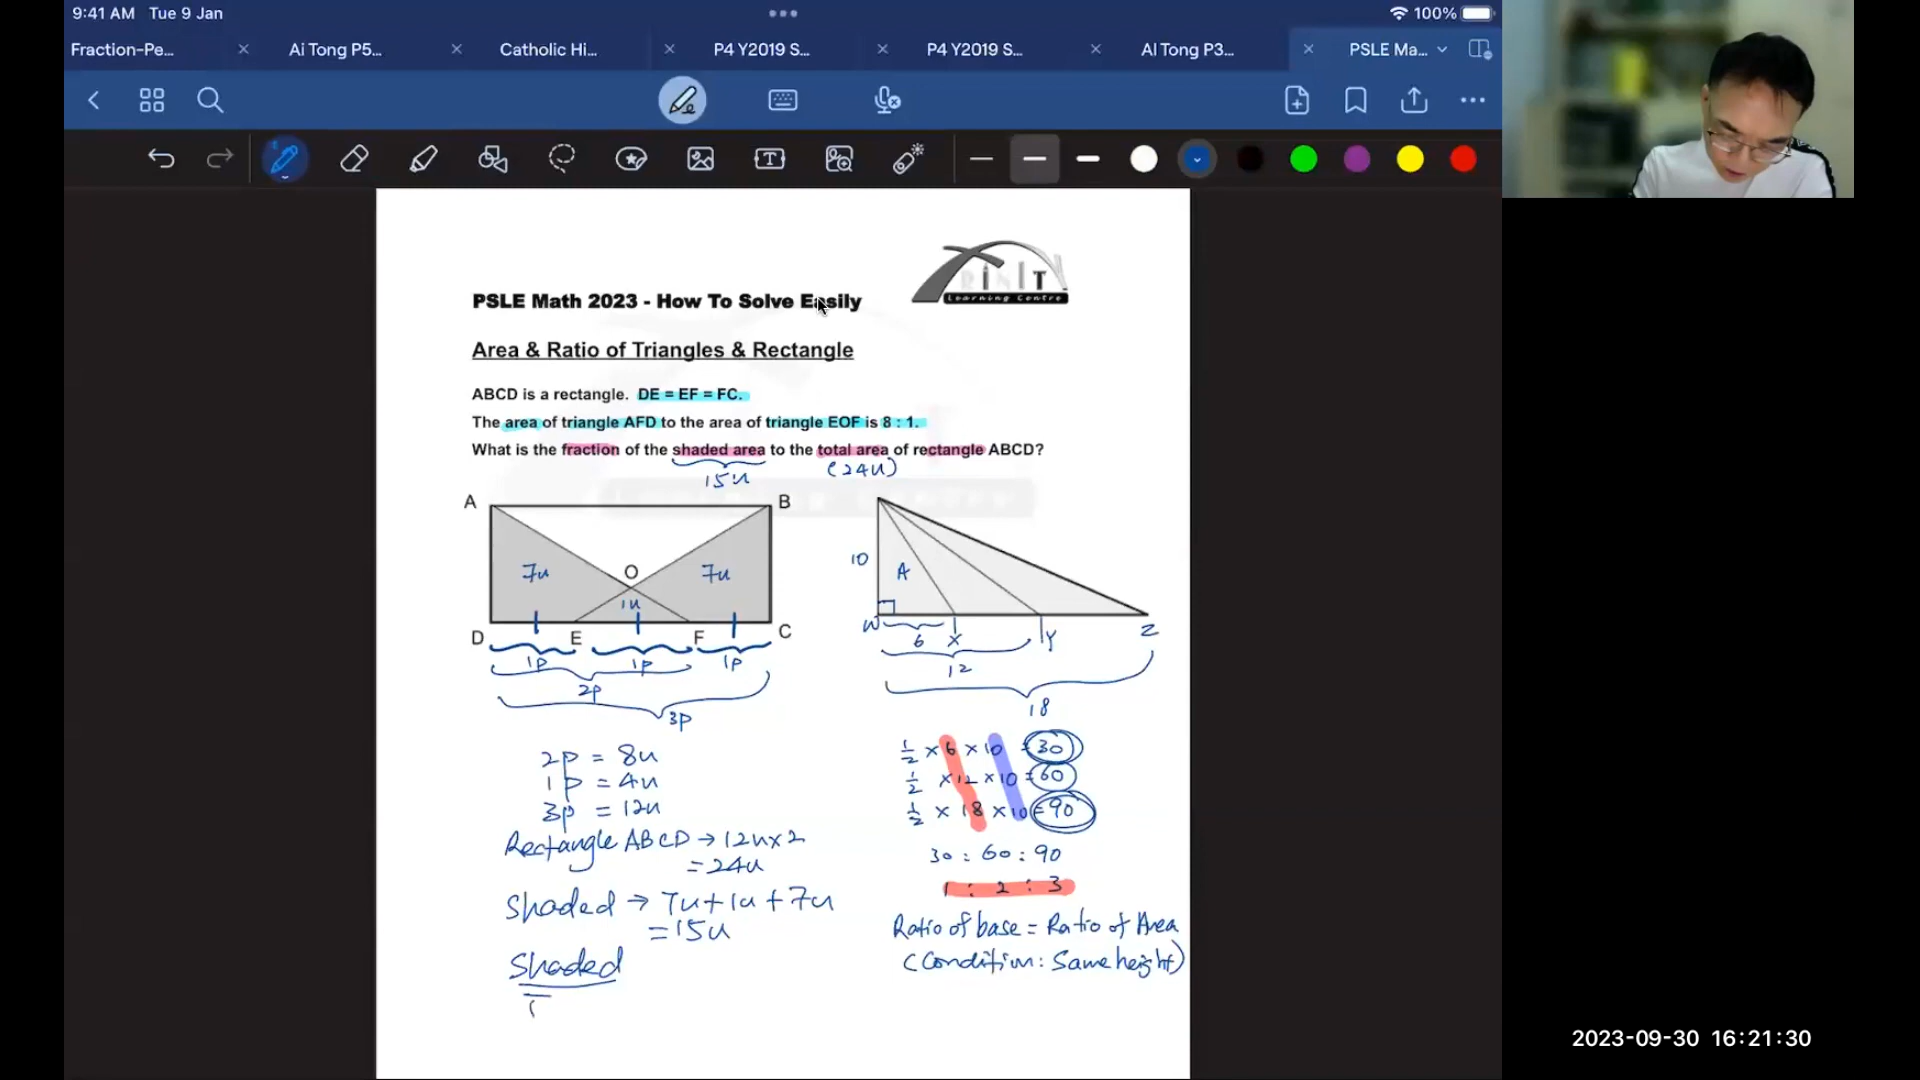 9:41 AM Tue 9 Jan
100%
Fraction-Pe...
Ai Tong P5...
Catholic Hi...
P4 Y2019 S...
P4 Y2019 S...
AI Tong P3...
PSLE Ma...
RINIT
Learning Centre
PSLE Math 2023 - How To Solve Easily
Area & Ratio of Triangles & Rectangle
ABCD is a rectangle. DE = EF = FC.
The area of triangle AFD to the area of triangle EOF is 8 : 1.
What is the fraction of the shaded area to the total area of rectangle ABCD?
15u
(24u)
A
B
O
7u
7u
1u
D
E
F
C
1p
1p
1p
2p
3p
10
A
W
6
X
Y
Z
12
18
2p = 8u
1p = 4u
3p = 12u
Rectangle ABCD → 12u×2
= 24u
Shaded → 7u+1u+7u
= 15u
Shaded
1/2 × 6 × 10 = 30
1/2 × 12 × 10 = 60
1/2 × 18 × 10 = 90
30 : 60 : 90
1 : 2 : 3
Ratio of base = Ratio of Area
(Condition: Same height)
2023-09-30 16:21:30